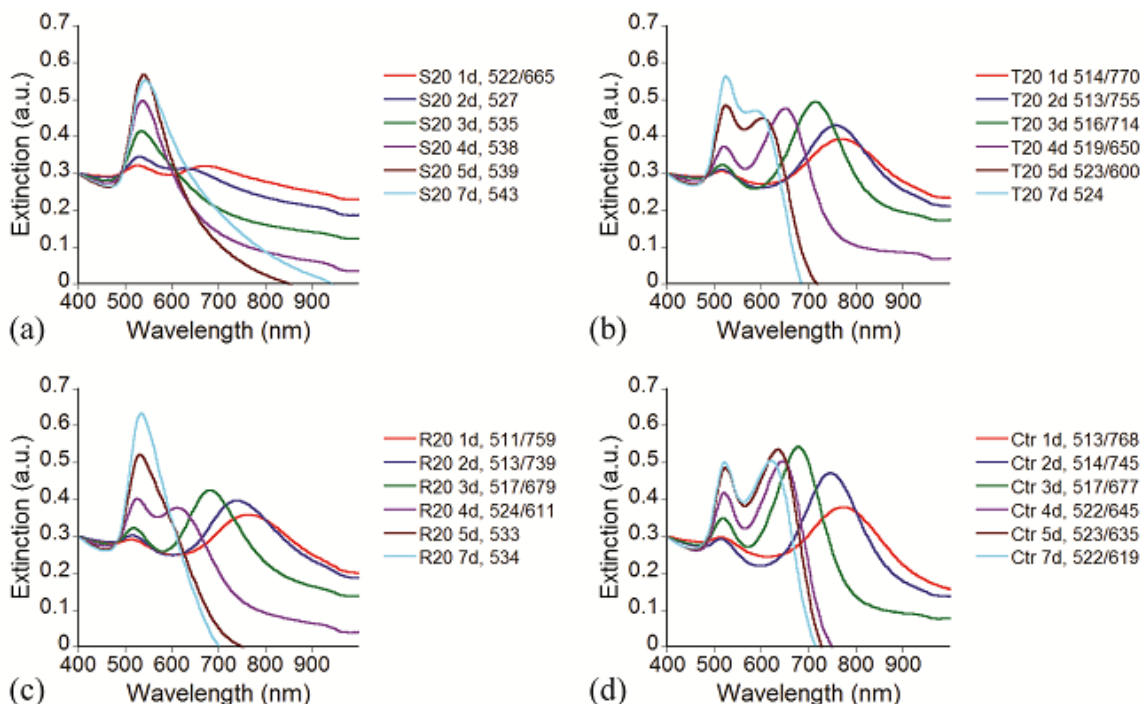 0.7
0.6
0.5
0.4
0.3
0.2
0.1
0
Extinction (a.u.)
400 500 600 700 800 900
Wavelength (nm)
(a)
S20 1d, 522/665
S20 2d, 527
S20 3d, 535
S20 4d, 538
S20 5d, 539
S20 7d, 543
0.7
0.6
0.5
0.4
0.3
0.2
0.1
0
Extinction (a.u.)
400 500 600 700 800 900
Wavelength (nm)
(b)
T20 1d 514/770
T20 2d 513/755
T20 3d 516/714
T20 4d 519/650
T20 5d 523/600
T20 7d 524
0.7
0.6
0.5
0.4
0.3
0.2
0.1
0
Extinction (a.u.)
400 500 600 700 800 900
Wavelength (nm)
(c)
R20 1d, 511/759
R20 2d, 513/739
R20 3d, 517/679
R20 4d, 524/611
R20 5d, 533
R20 7d, 534
0.7
0.6
0.5
0.4
0.3
0.2
0.1
0
Extinction (a.u.)
400 500 600 700 800 900
Wavelength (nm)
(d)
Ctr 1d, 513/768
Ctr 2d, 514/745
Ctr 3d, 517/677
Ctr 4d, 522/645
Ctr 5d, 523/635
Ctr 7d, 522/619